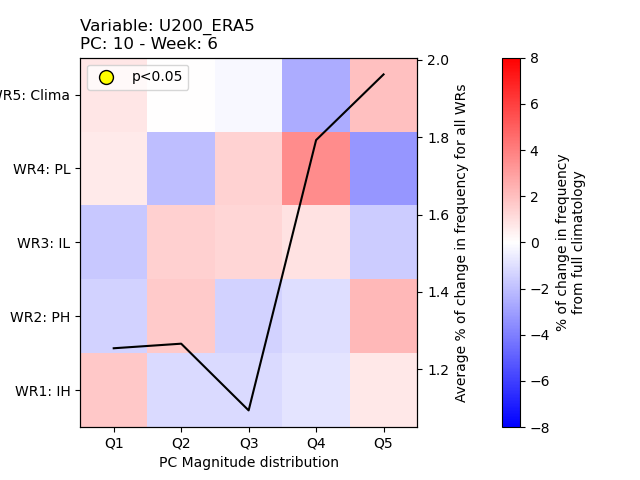 Variable: U200_ERA5
PC: 10 - Week: 6
p<0.05
WR5: Clima
WR4: PL
WR3: IL
WR2: PH
WR1: IH
Q1 Q2 Q3 Q4 Q5
PC Magnitude distribution
2.0
1.8
1.6
1.4
1.2
Average % of change in frequency for all WRs
8
6
4
2
0
−2
−4
−6
−8
% of change in frequency
from full climatology